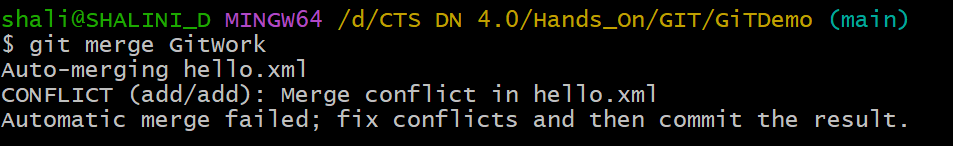 shali@SHALINI_D MINGW64 /d/CTS DN 4.0/Hands_On/GIT/GiTDemo (main)
$ git merge GitWork
Auto-merging hello.xml
CONFLICT (add/add): Merge conflict in hello.xml
Automatic merge failed; fix conflicts and then commit the result.